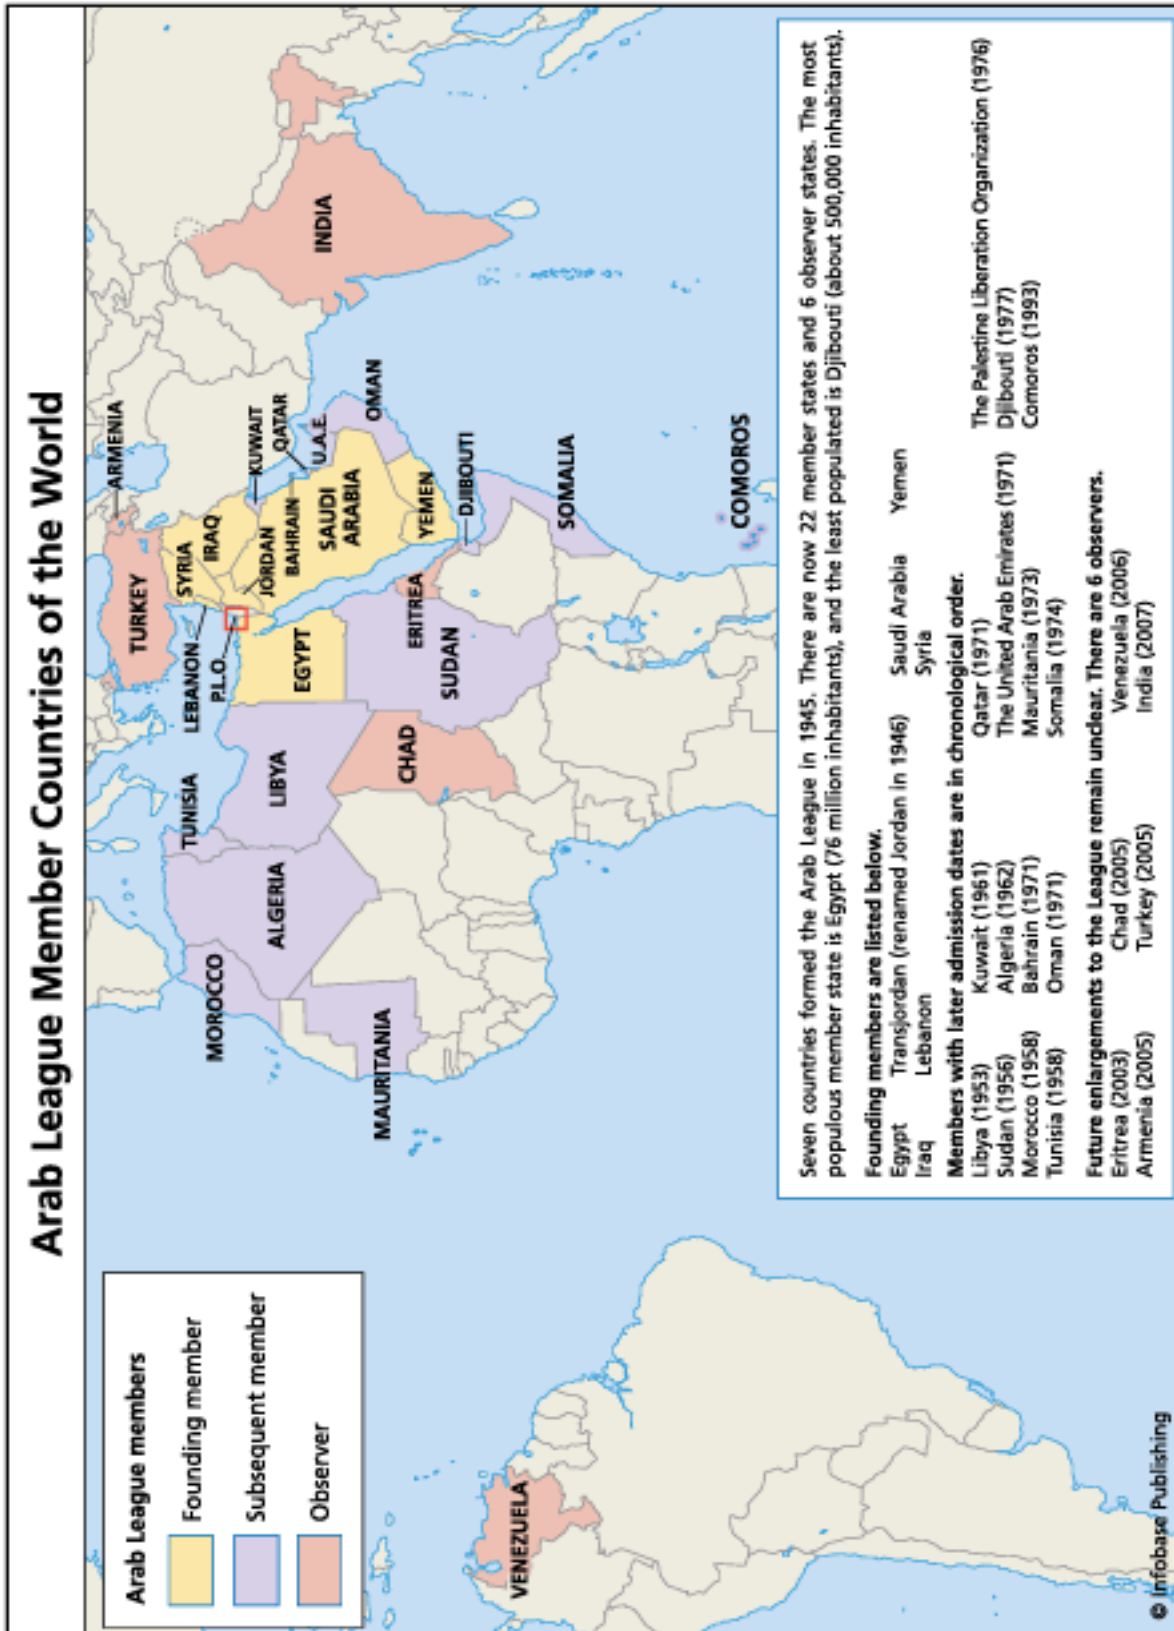 Arab League Member Countries of the World
Arab League members
Founding member
Subsequent member
Observer
ARMENIA
TURKEY
SYRIA
IRAQ
LEBANON
P.L.O.
JORDAN
KUWAIT
BAHRAIN
QATAR
U.A.E.
SAUDI
ARABIA
OMAN
YEMEN
DJIBOUTI
INDIA
TUNISIA
MOROCCO
ALGERIA
LIBYA
EGYPT
MAURITANIA
CHAD
SUDAN
ERITREA
SOMALIA
COMOROS
VENEZUELA
Seven countries formed the Arab League in 1945. There are now 22 member states and 6 observer states. The most
populous member state is Egypt (76 million inhabitants), and the least populated is Djibouti (about 500,000 inhabitants).
Founding members are listed below.
Egypt Transjordan (renamed Jordan in 1946) Saudi Arabia Yemen
Iraq Lebanon Syria
Members with later admission dates are in chronological order.
Libya (1953) Kuwait (1961) Qatar (1971) The Palestine Liberation Organization (1976)
Sudan (1956) Algeria (1962) The United Arab Emirates (1971) Djibouti (1977)
Morocco (1958) Bahrain (1971) Mauritania (1973) Comoros (1993)
Tunisia (1958) Oman (1971) Somalia (1974)
Future enlargements to the League remain unclear. There are 6 observers.
Eritrea (2003) Chad (2005) Venezuela (2006)
Armenia (2005) Turkey (2005) India (2007)
© Infobase Publishing